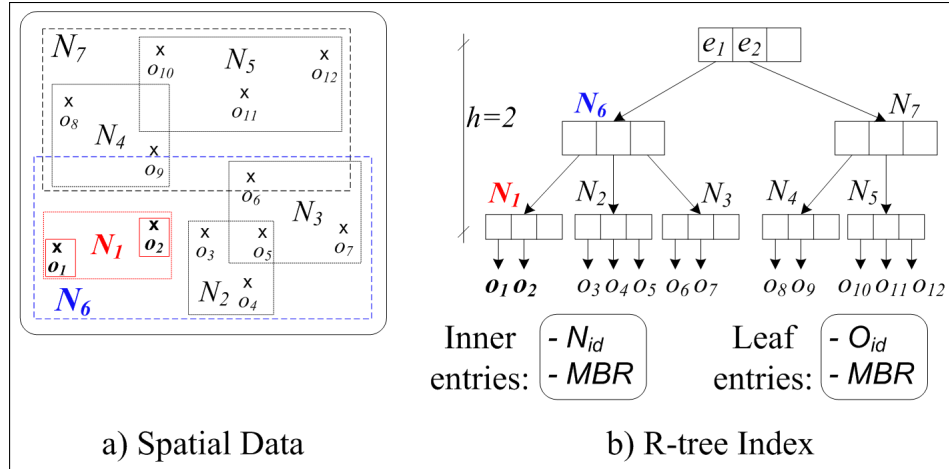 N7
x
o10
N5
x
o12
x
o11
x
o8
N4
x
o9
x
o6
N3
x
o7
x
o1
N1
x
o2
x
o3
x
o5
N2
x
o4
N6
a) Spatial Data
e1 e2
h=2
N6
N7
N1
N2
N3
N4
N5
o1 o2 o3 o4 o5 o6 o7 o8 o9 o10 o11 o12
Inner entries:
- Nid
- MBR
Leaf entries:
- Oid
- MBR
b) R-tree Index